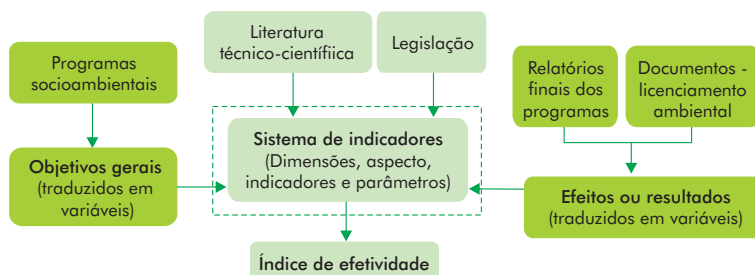 Programas
socioambientais
Literatura
técnico-científiica
Legislação
Relatórios
finais dos
programas
Documentos -
licenciamento
ambiental
Objetivos gerais
(traduzidos em
variáveis)
Sistema de indicadores
(Dimensões, aspecto,
indicadores e parâmetros)
Efeitos ou resultados
(traduzidos em variáveis)
Índice de efetividade